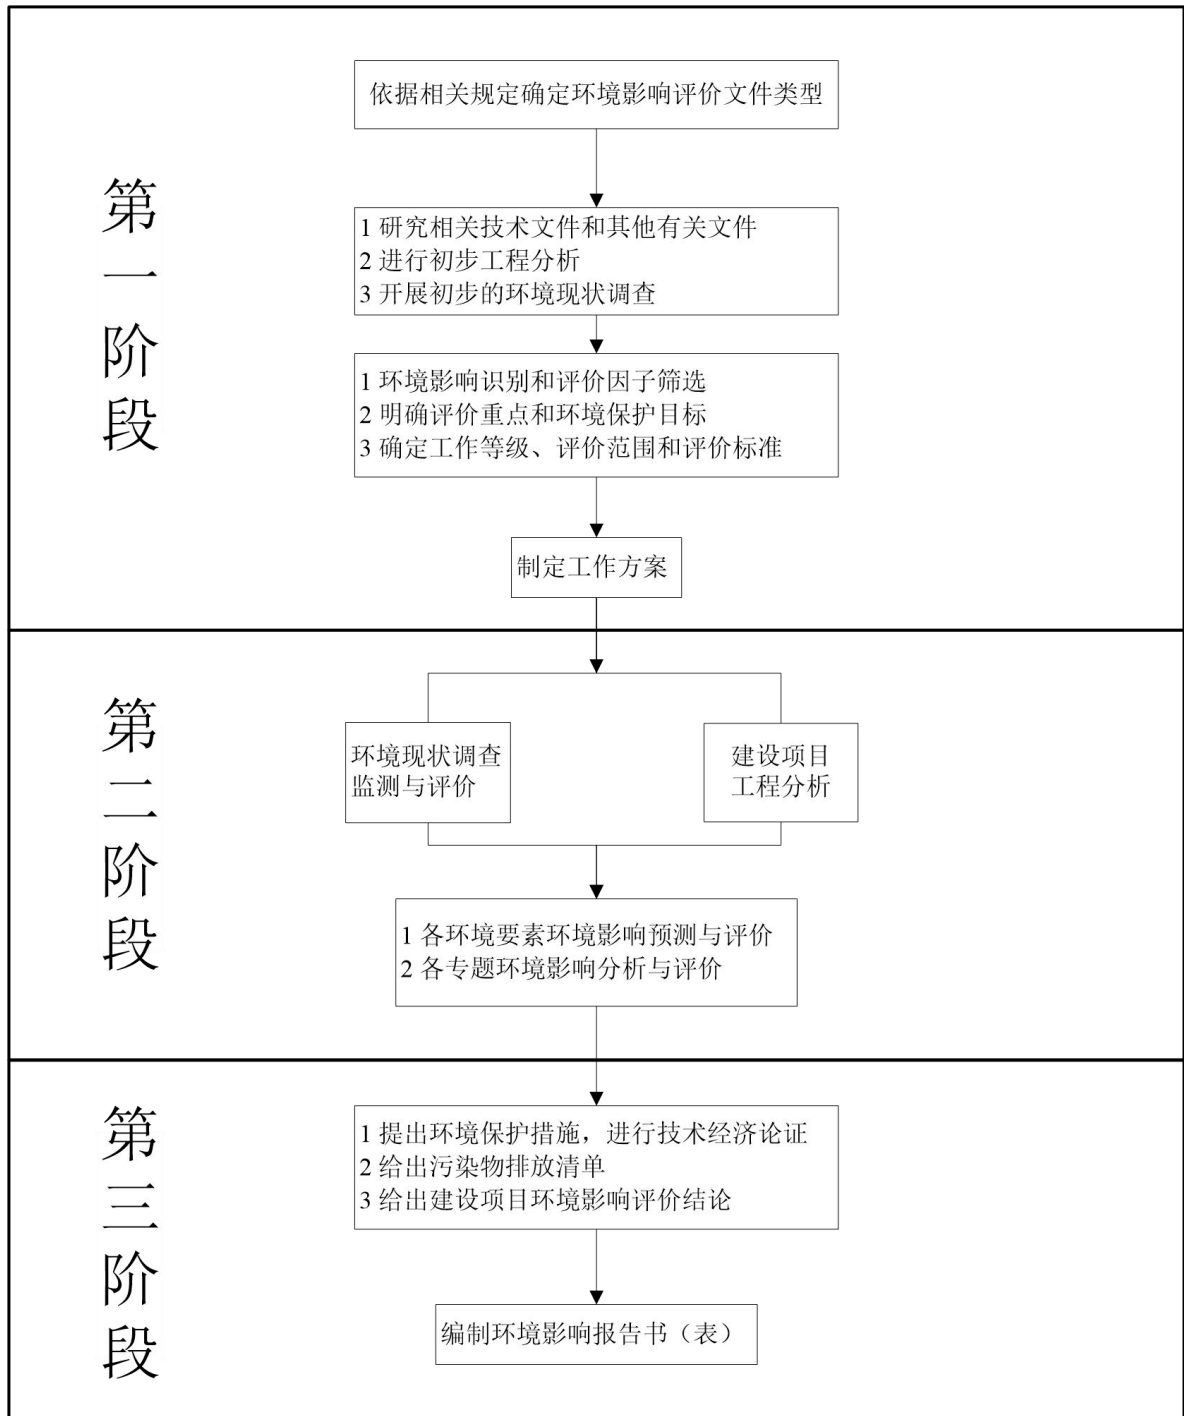 第一阶段
依据相关规定确定环境影响评价文件类型
1 研究相关技术文件和其他有关文件
2 进行初步工程分析
3 开展初步的环境现状调查
1 环境影响识别和评价因子筛选
2 明确评价重点和环境保护目标
3 确定工作等级、评价范围和评价标准
制定工作方案
第二阶段
环境现状调查
监测与评价
建设项目
工程分析
1 各环境要素环境影响预测与评价
2 各专题环境影响分析与评价
第三阶段
1 提出环境保护措施，进行技术经济论证
2 给出污染物排放清单
3 给出建设项目环境影响评价结论
编制环境影响报告书（表）